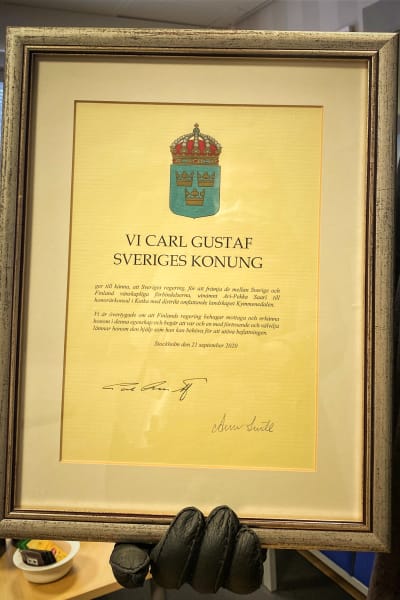 VI CARL GUSTAF
SVERIGES KONUNG
gör till känna, att Sveriges regering, för att främja de mellan Sverige och
Finland vänskapliga förbindelserna, utnämnt Ari-Pekka Saari till
honorärkonsul i Kotka med distrikt omfattande landskapet Kymmenedalen.
Vi är övertygade om att Finlands regering behagar mottaga och erkänna
honom i denna egenskap och begär att var och en med förtroende och välvilja
lämnar honom den hjälp som han kan behöva för att utöva befattningen.
Stockholm den 21 september 2020